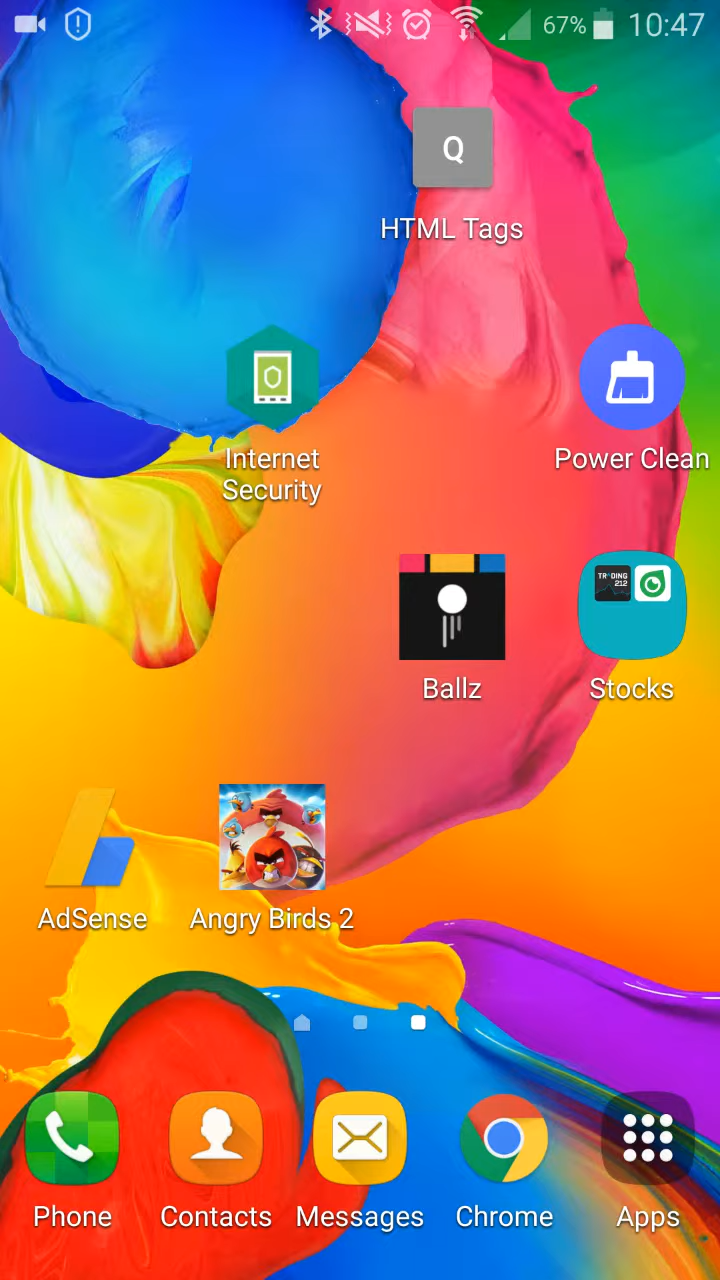 67% 10:47
Q
HTML Tags
Internet
Security
Power Clean
TRADING
212
Ballz
Stocks
AdSense
Angry Birds 2
Phone
Contacts
Messages
Chrome
Apps